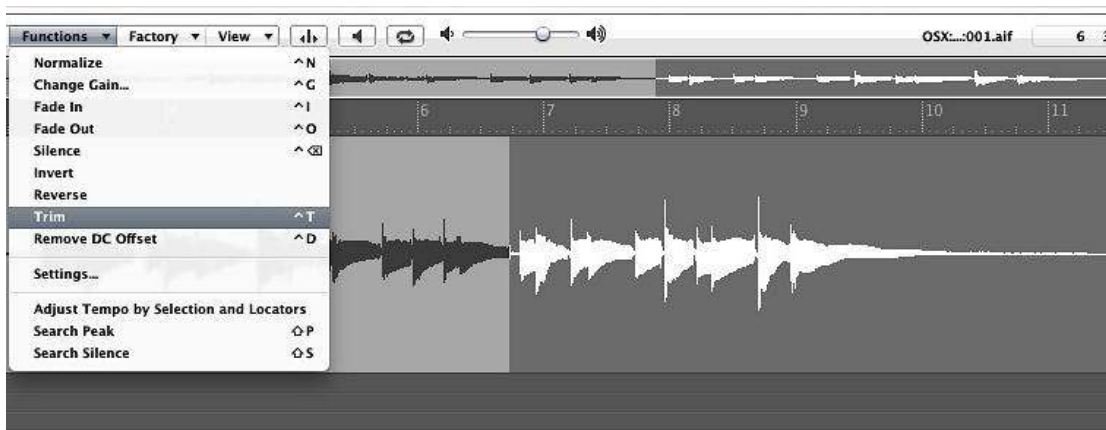 Functions ▼ Factory ▼ View ▼ OSX:...:001.aif 6
Normalize ^N
Change Gain... ^G
Fade In ^I
Fade Out ^O
Silence ^⌫
Invert
Reverse
Trim ^T
Remove DC Offset ^D
Settings...
Adjust Tempo by Selection and Locators
Search Peak ⇧P
Search Silence ⇧S
6 7 8 9 10 11